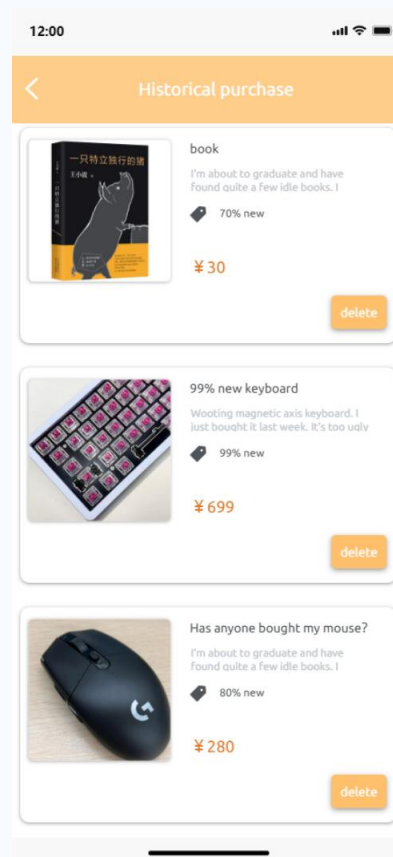 12:00
Historical purchase
一只特立独行的猪
王小波
book
I'm about to graduate and have
found quite a few idle books. I
70% new
¥ 30
delete
99% new keyboard
Wooting magnetic axis keyboard. I
just bought it last week. It's too ugly
99% new
¥ 699
delete
Has anyone bought my mouse?
I'm about to graduate and have
found quite a few idle books. I
80% new
¥ 280
delete